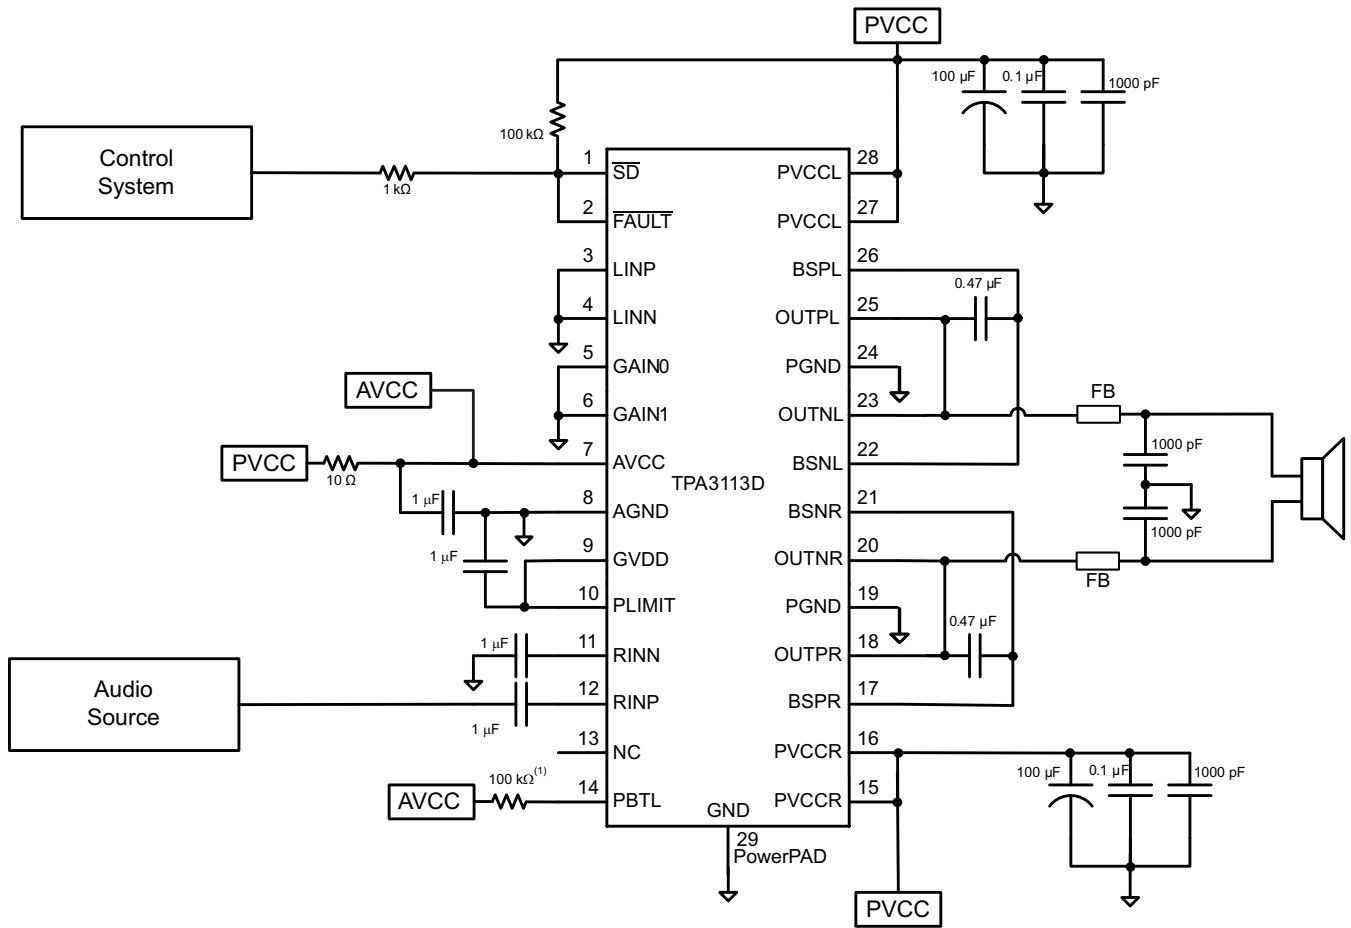 PVCC
100 µF
0.1 µF
1000 pF
100 kΩ
Control
System
1 kΩ
1
SD
2
FAULT
3
LINP
4
LINN
5
GAIN0
6
GAIN1
AVCC
7
AVCC
PVCC
10 Ω
1 µF
8
AGND
1 µF
9
GVDD
10
PLIMIT
1 µF
11
RINN
Audio
Source
12
RINP
1 µF
13
NC
AVCC
100 kΩ(1)
14
PBTL
TPA3113D
GND
29
PowerPAD
28
PVCCL
27
PVCCL
26
BSPL
0.47 µF
25
OUTPL
24
PGND
23
OUTNL
FB
22
BSNL
1000 pF
21
BSNR
1000 pF
20
OUTNR
FB
19
PGND
0.47 µF
18
OUTPR
17
BSPR
16
PVCCR
100 µF
0.1 µF
1000 pF
15
PVCCR
PVCC